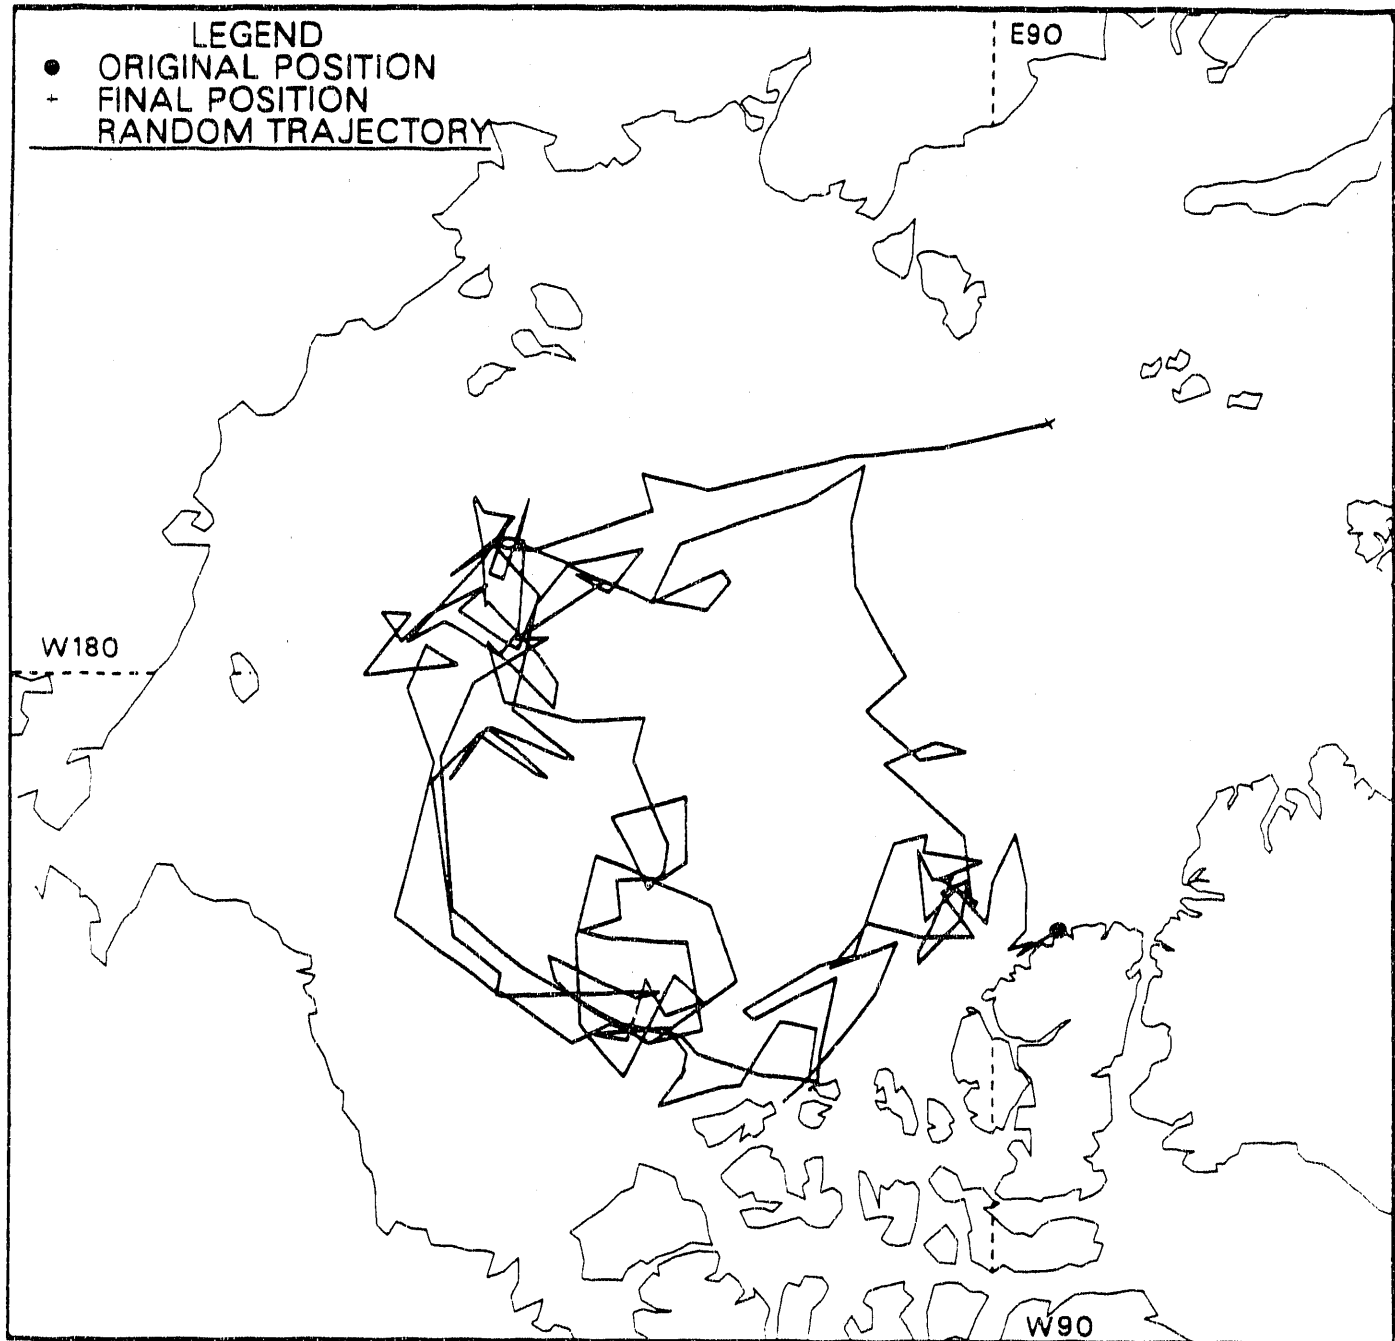 LEGEND
● ORIGINAL POSITION
+ FINAL POSITION
RANDOM TRAJECTORY
E90
W180
W90